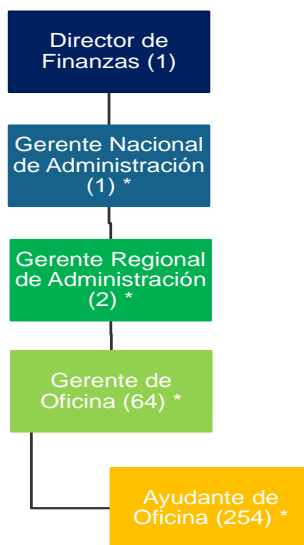 Director de
Finanzas (1)
Gerente Nacional
de Administración
(1) *
Gerente Regional
de Administración
(2) *
Gerente de
Oficina (64) *
Ayudante de
Oficina (254) *